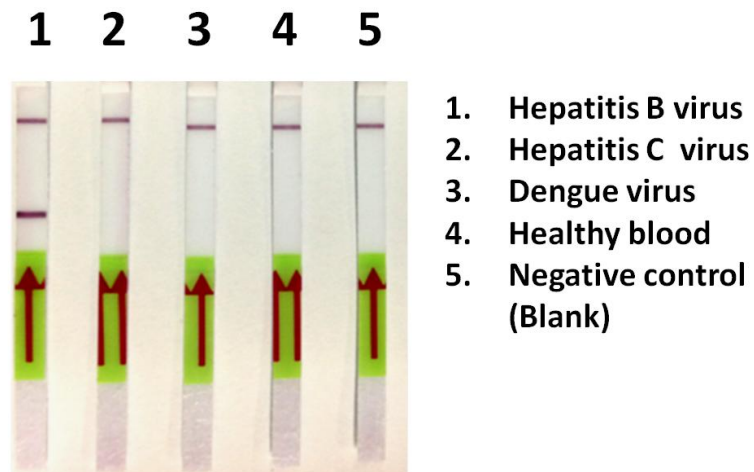 1 2 3 4 5
1. Hepatitis B virus
2. Hepatitis C virus
3. Dengue virus
4. Healthy blood
5. Negative control
(Blank)